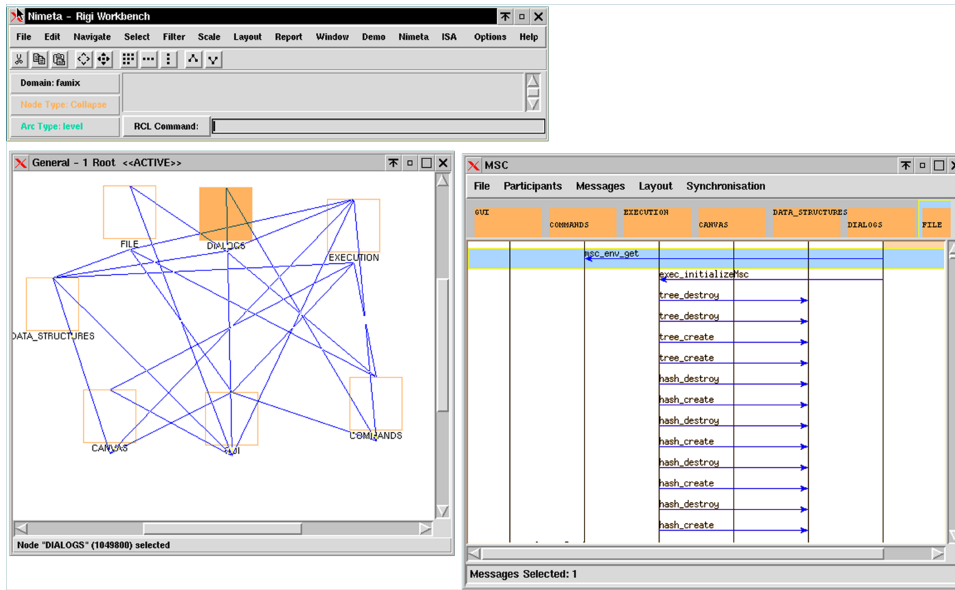 Nimeta - Rigi Workbench
File Edit Navigate Select Filter Scale Layout Report Window Demo Nimeta ISA Options Help
Domain: famix
Node Type: Collapse
Arc Type: level
RCL Command:
General - 1 Root <<ACTIVE>>
FILE
DIALOGS
EXECUTION
DATA_STRUCTURES
CANVAS
GUI
COMMANDS
Node "DIALOGS" (1049800) selected
MSC
File Participants Messages Layout Synchronisation
GUI EXECUTION DATA_STRUCTURES
COMMANDS CANVAS DIALOGS FILE
msc_env_get
exec_initializeMsc
tree_destroy
tree_destroy
tree_create
tree_create
hash_destroy
hash_create
hash_destroy
hash_create
hash_destroy
hash_create
hash_destroy
hash_create
Messages Selected: 1